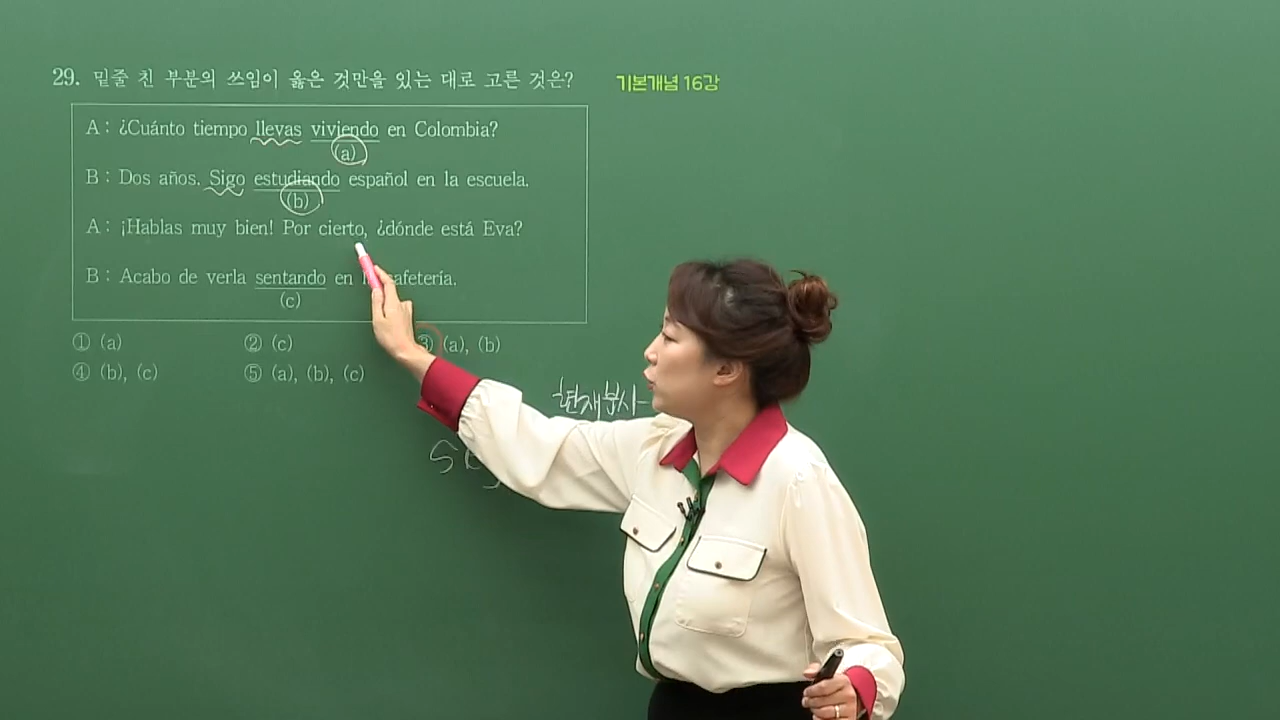 29. 밑줄 친 부분의 쓰임이 옳은 것만을 있는 대로 고른 것은? 기본개념 16강
A : ¿Cuánto tiempo llevas viviendo en Colombia?
(a)
B : Dos años. Sigo estudiando español en la escuela.
(b)
A : ¡Hablas muy bien! Por cierto, ¿dónde está Eva?
B : Acabo de verla sentando en cafetería.
(c)
① (a) ② (c) ③ (a), (b)
④ (b), (c) ⑤ (a), (b), (c)
현재분사